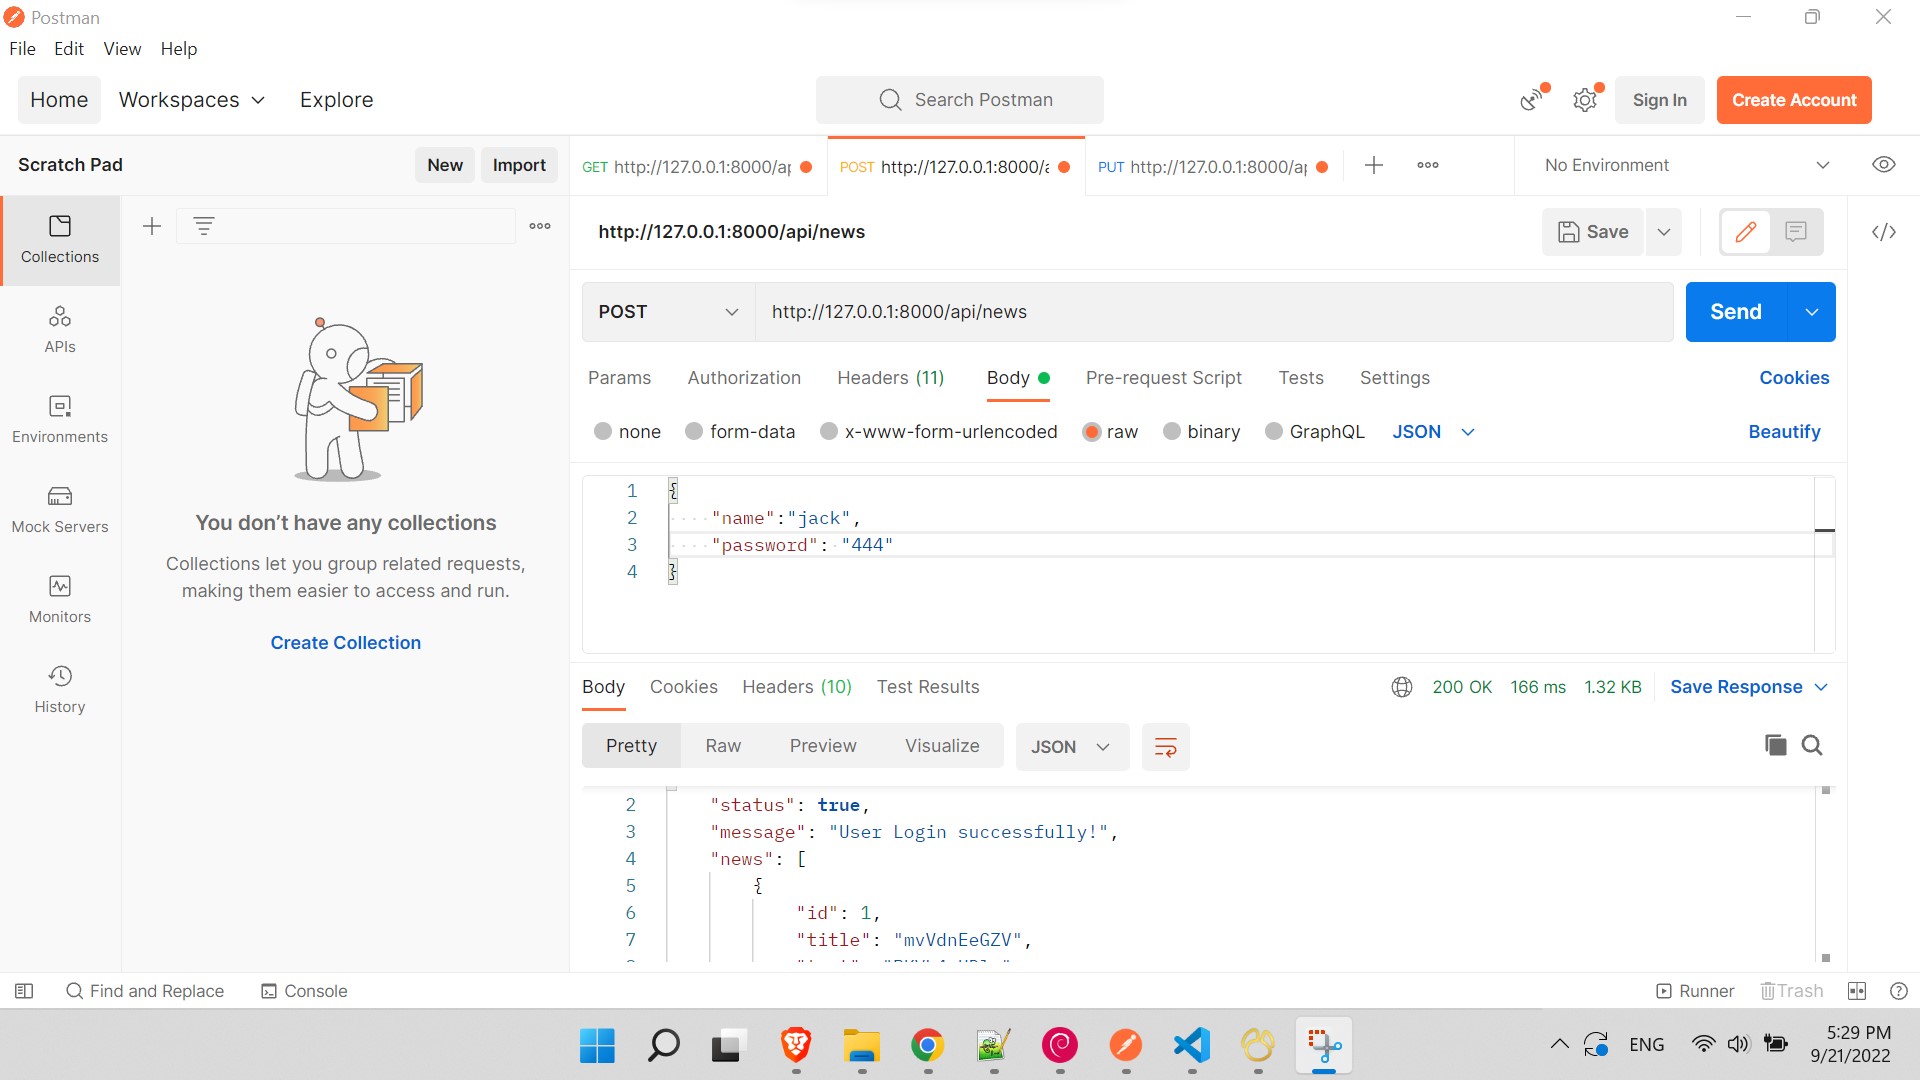 Postman
File Edit View Help
Home Workspaces Explore Search Postman Sign In Create Account
Scratch Pad New Import GET http://127.0.0.1:8000/ap POST http://127.0.0.1:8000/a PUT http://127.0.0.1:8000/ap No Environment
http://127.0.0.1:8000/api/news Save
Collections
POST http://127.0.0.1:8000/api/news Send
APIs
Params Authorization Headers (11) Body Pre-request Script Tests Settings Cookies
Environments
none form-data x-www-form-urlencoded raw binary GraphQL JSON Beautify
Mock Servers
You don't have any collections
Collections let you group related requests,
making them easier to access and run.
Create Collection
Monitors
History
1 {
2 "name":"jack",
3 "password": "444"
4 }
Body Cookies Headers (10) Test Results 200 OK 166 ms 1.32 KB Save Response
Pretty Raw Preview Visualize JSON
2 "status": true,
3 "message": "User Login successfully!",
4 "news": [
5 {
6 "id": 1,
7 "title": "mvVdnEeGZV",
Find and Replace Console Runner Trash
ENG 5:29 PM
9/21/2022